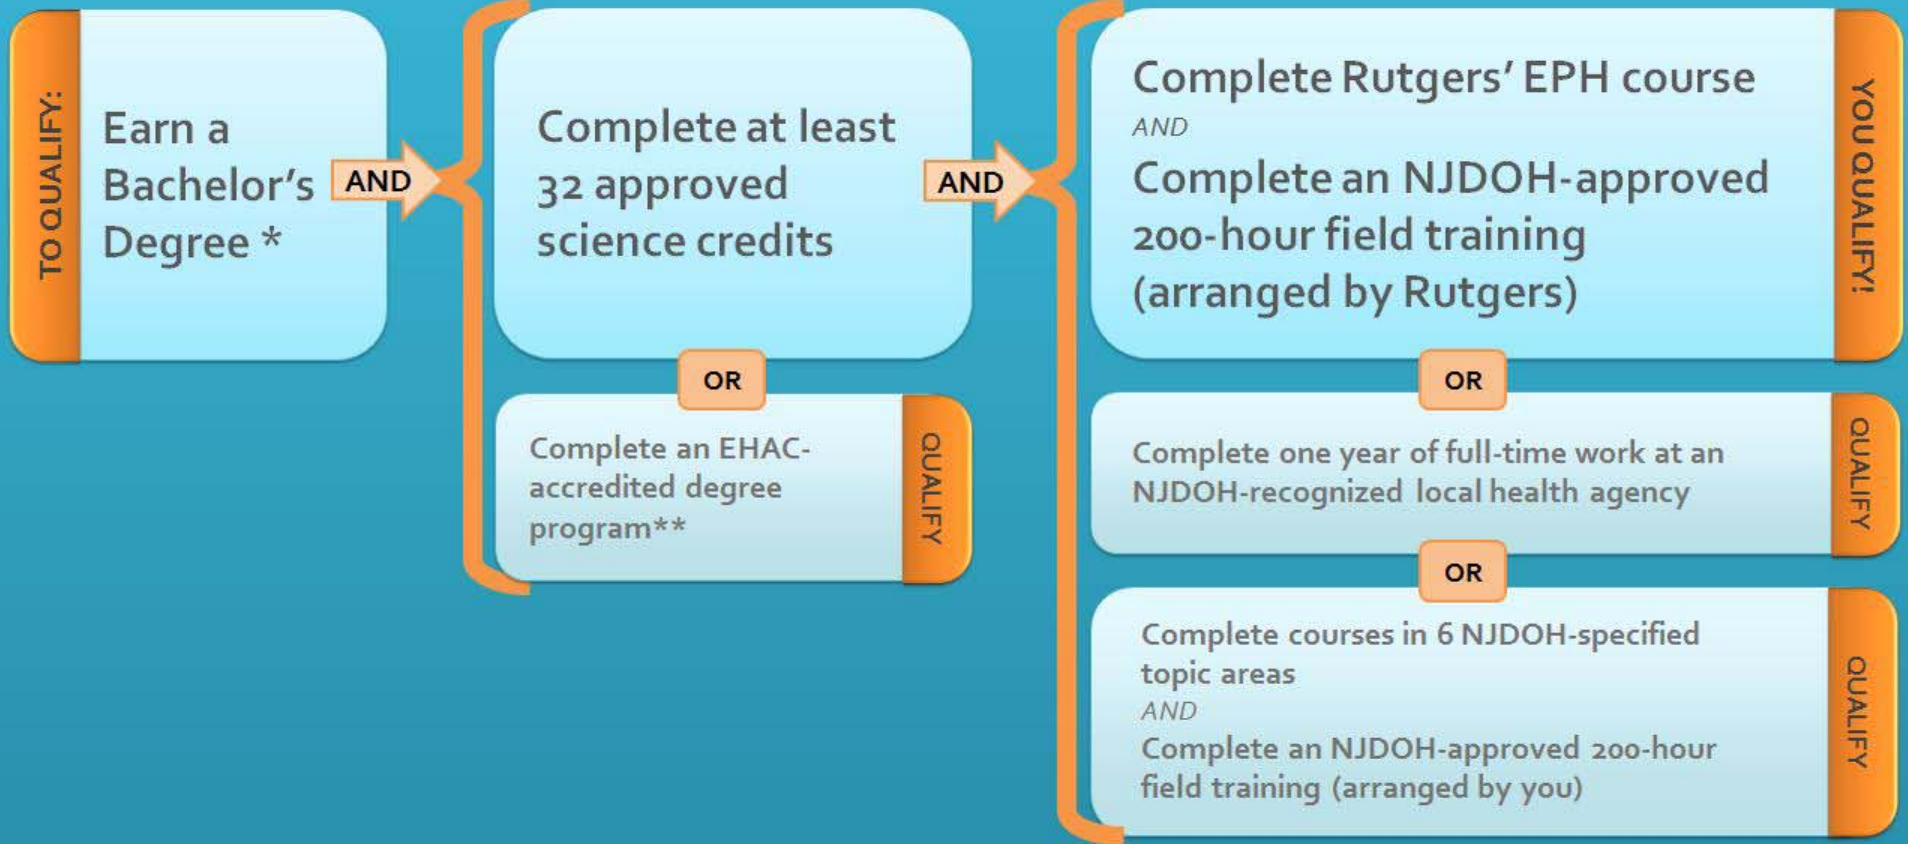 TO QUALIFY:
Earn a
Bachelor's
Degree *
AND
Complete at least
32 approved
science credits
OR
Complete an EHAC-
accredited degree
program**
QUALIFY
AND
Complete Rutgers' EPH course
AND
Complete an NJDOH-approved
200-hour field training
(arranged by Rutgers)
YOU QUALIFY!
OR
Complete one year of full-time work at an
NJDOH-recognized local health agency
QUALIFY
OR
Complete courses in 6 NJDOH-specified
topic areas
AND
Complete an NJDOH-approved 200-hour
field training (arranged by you)
QUALIFY